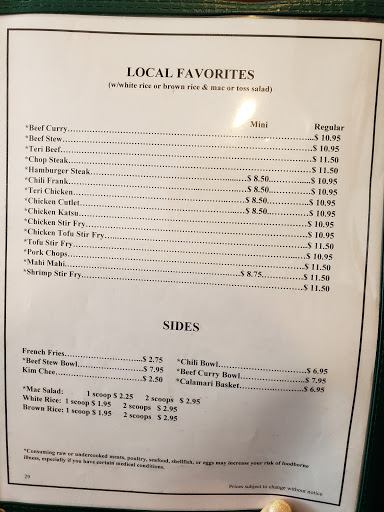 LOCAL FAVORITES
(w/white rice or brown rice & mac or toss salad)
Mini Regular
*Beef Curry.......................................................................$ 10.95
*Beef Stew........................................................................$ 10.95
*Teri Beef.........................................................................$ 11.50
*Chop Steak......................................................................$ 11.50
*Hamburger Steak..........................................$ 8.50................$ 10.95
*Chili Frank..................................................$ 8.50................$ 10.95
*Teri Chicken................................................$ 8.50................$ 10.95
*Chicken Cutlet..............................................$ 8.50................$ 10.95
*Chicken Katsu...................................................................$ 10.95
*Chicken Stir Fry................................................................$ 10.95
*Chicken Tofu Stir Fry.........................................................$ 11.50
*Tofu Stir Fry....................................................................$ 10.95
*Pork Chops......................................................................$ 11.50
*Mahi Mahi..................................................$ 8.75................$ 11.50
*Shrimp Stir Fry.................................................................$ 11.50
SIDES
French Fries........................$ 2.75 *Chili Bowl..........................$ 6.95
*Beef Stew Bowl....................$ 7.95 *Beef Curry Bowl....................$ 7.95
Kim Chee............................$ 2.50 *Calamari Basket....................$ 6.95
*Mac Salad: 1 scoop $ 2.25 2 scoops $ 2.95
White Rice: 1 scoop $ 1.95 2 scoops $ 2.95
Brown Rice: 1 scoop $ 1.95 2 scoops $ 2.95
*Consuming raw or undercooked meats, poultry, seafood, shellfish, or eggs may increase your risk of foodborne
illness, especially if you have certain medical conditions.
29 Prices subject to change without notice